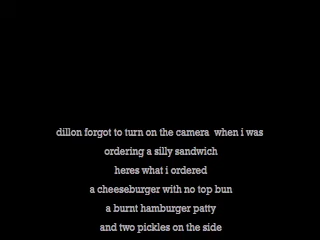 dillon forgot to turn on the camera when i was
ordering a silly sandwich
heres what i ordered
a cheeseburger with no top bun
a burnt hamburger patty
and two pickles on the side